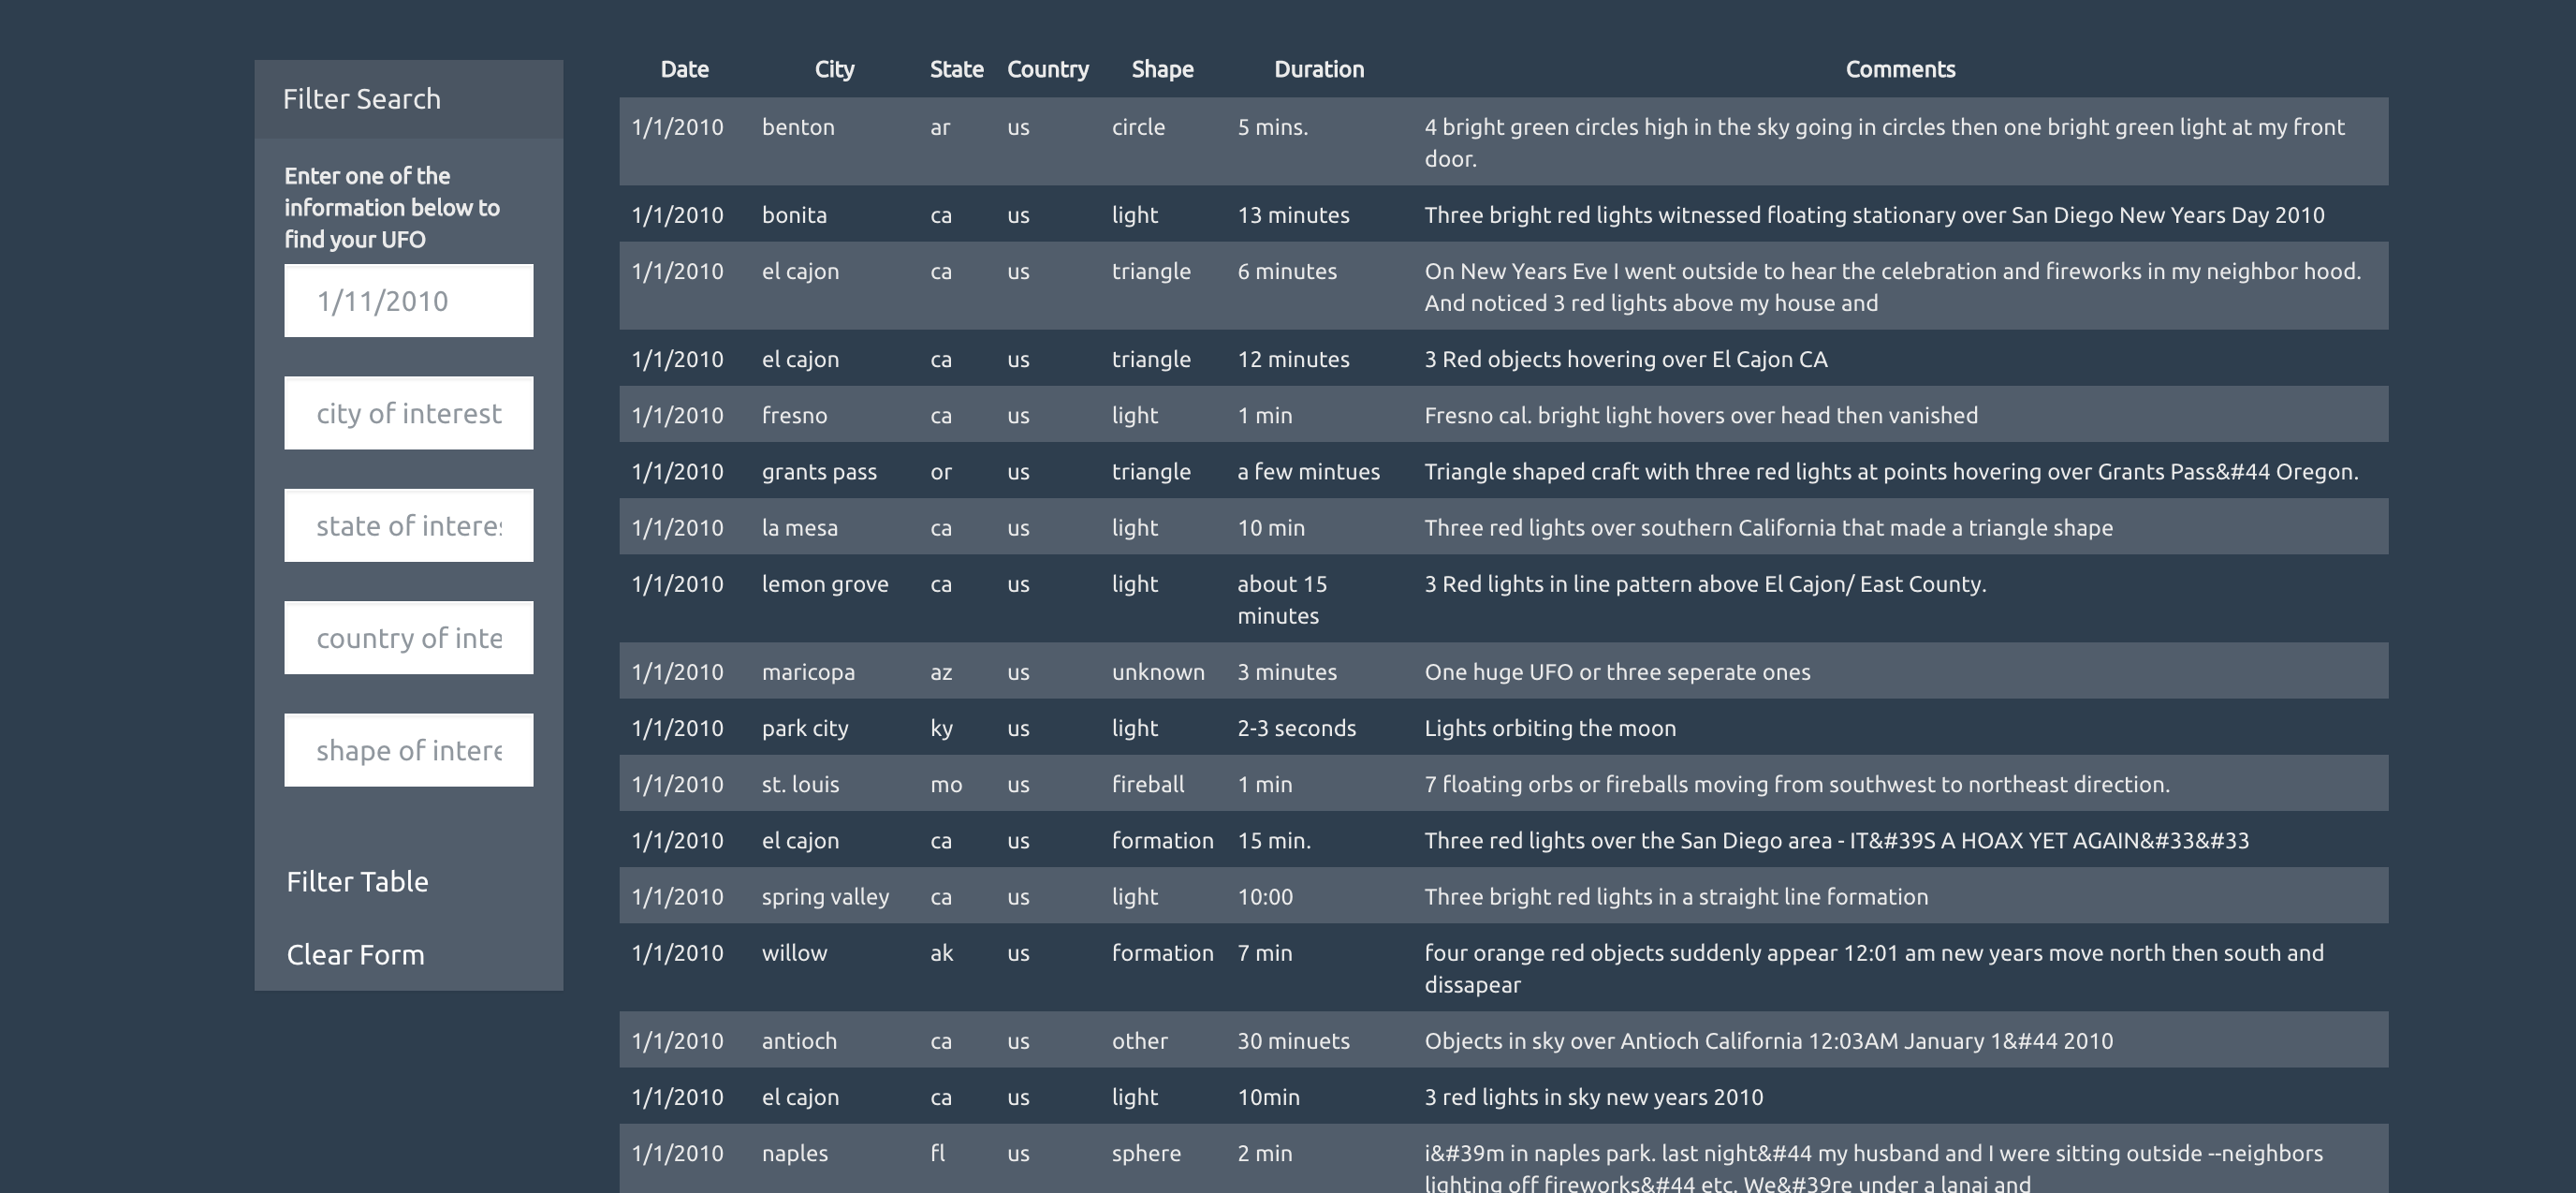 Filter Search
Enter one of the
information below to
find your UFO
1/11/2010
city of interest
state of interes
country of inte
shape of intere
Filter Table
Clear Form
Date City State Country Shape Duration Comments
1/1/2010 benton ar us circle 5 mins. 4 bright green circles high in the sky going in circles then one bright green light at my front
door.
1/1/2010 bonita ca us light 13 minutes Three bright red lights witnessed floating stationary over San Diego New Years Day 2010
1/1/2010 el cajon ca us triangle 6 minutes On New Years Eve I went outside to hear the celebration and fireworks in my neighbor hood.
And noticed 3 red lights above my house and
1/1/2010 el cajon ca us triangle 12 minutes 3 Red objects hovering over El Cajon CA
1/1/2010 fresno ca us light 1 min Fresno cal. bright light hovers over head then vanished
1/1/2010 grants pass or us triangle a few mintues Triangle shaped craft with three red lights at points hovering over Grants Pass&#44 Oregon.
1/1/2010 la mesa ca us light 10 min Three red lights over southern California that made a triangle shape
1/1/2010 lemon grove ca us light about 15 3 Red lights in line pattern above El Cajon/ East County.
minutes
1/1/2010 maricopa az us unknown 3 minutes One huge UFO or three seperate ones
1/1/2010 park city ky us light 2-3 seconds Lights orbiting the moon
1/1/2010 st. louis mo us fireball 1 min 7 floating orbs or fireballs moving from southwest to northeast direction.
1/1/2010 el cajon ca us formation 15 min. Three red lights over the San Diego area - IT&#39S A HOAX YET AGAIN&#33&#33
1/1/2010 spring valley ca us light 10:00 Three bright red lights in a straight line formation
1/1/2010 willow ak us formation 7 min four orange red objects suddenly appear 12:01 am new years move north then south and
dissapear
1/1/2010 antioch ca us other 30 minuets Objects in sky over Antioch California 12:03AM January 1&#44 2010
1/1/2010 el cajon ca us light 10min 3 red lights in sky new years 2010
1/1/2010 naples fl us sphere 2 min i&#39m in naples park. last night&#44 my husband and I were sitting outside --neighbors
lighting off fireworks&#44 etc. We&#39re under a lanai and